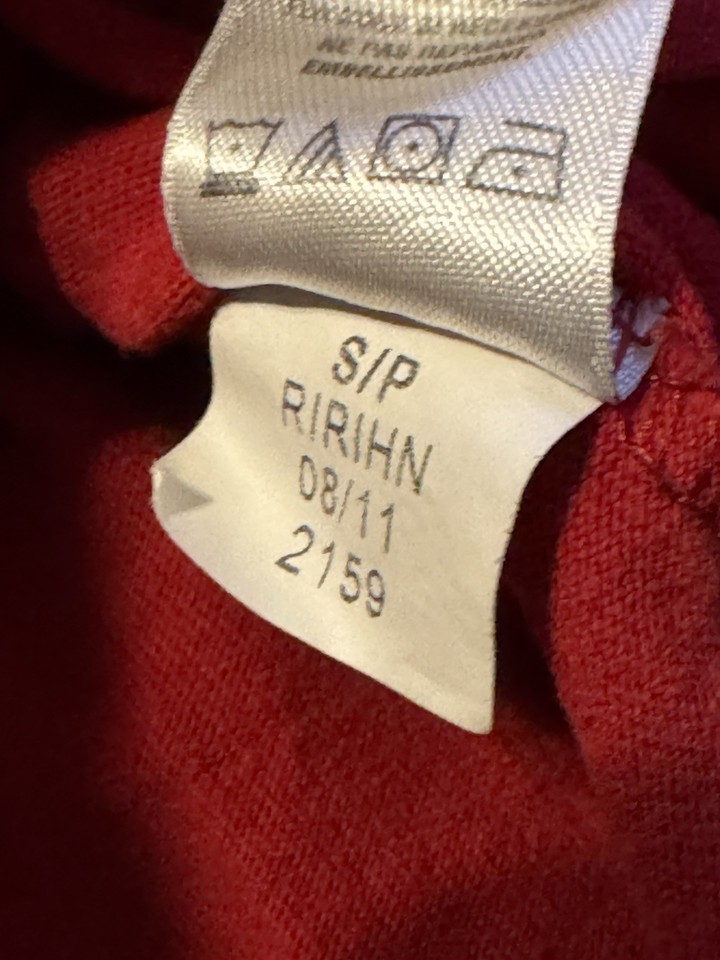 NE PAS REPASSER
EMBELLISSEMENT.
S/P
RIRIHN
08/11
2159